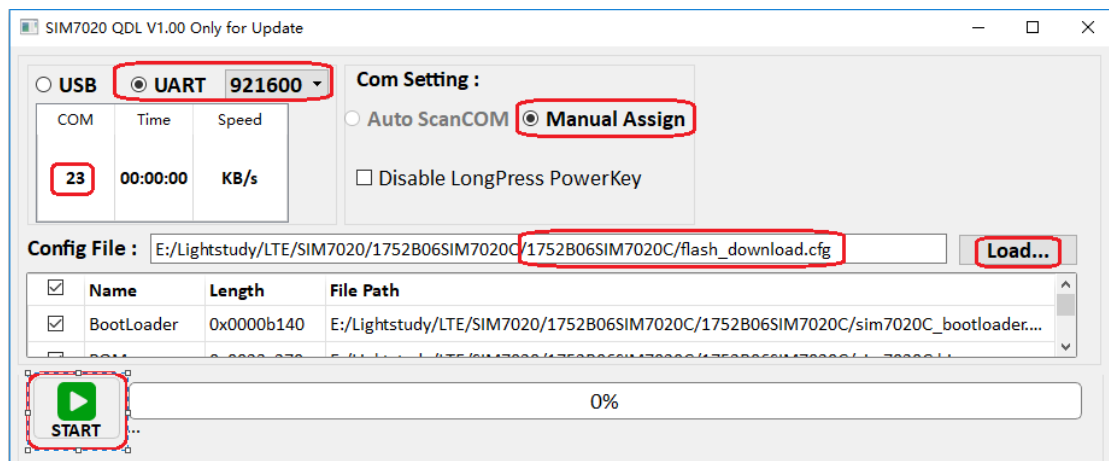 SIM7020 QDL V1.00 Only for Update
USB UART 921600
Com Setting :
COM Time Speed
Auto ScanCOM Manual Assign
23 00:00:00 KB/s
Disable LongPress PowerKey
Config File : E:/Lightstudy/LTE/SIM7020/1752B06SIM7020C/1752B06SIM7020C/flash_download.cfg Load...
Name Length File Path
BootLoader 0x0000b140 E:/Lightstudy/LTE/SIM7020/1752B06SIM7020C/1752B06SIM7020C/sim7020C_bootloader....
0%
START
...